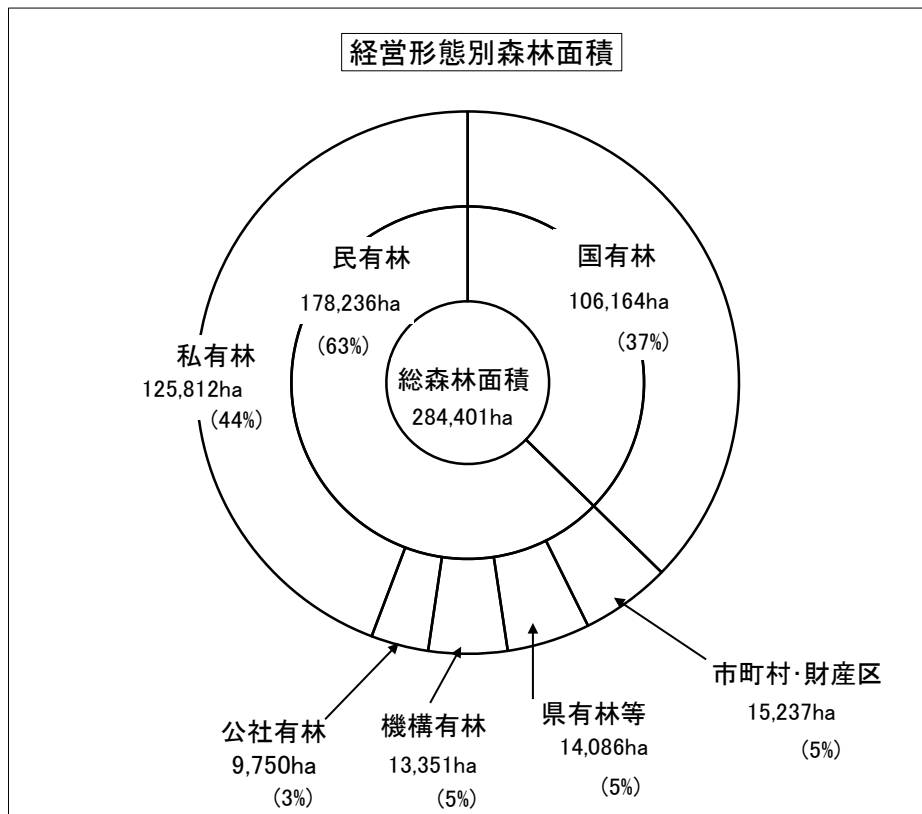 経営形態別森林面積
民有林
178,236ha
(63%)
国有林
106,164ha
(37%)
私有林
125,812ha
(44%)
総森林面積
284,401ha
市町村･財産区
15,237ha
(5%)
県有林等
14,086ha
(5%)
機構有林
13,351ha
(5%)
公社有林
9,750ha
(3%)